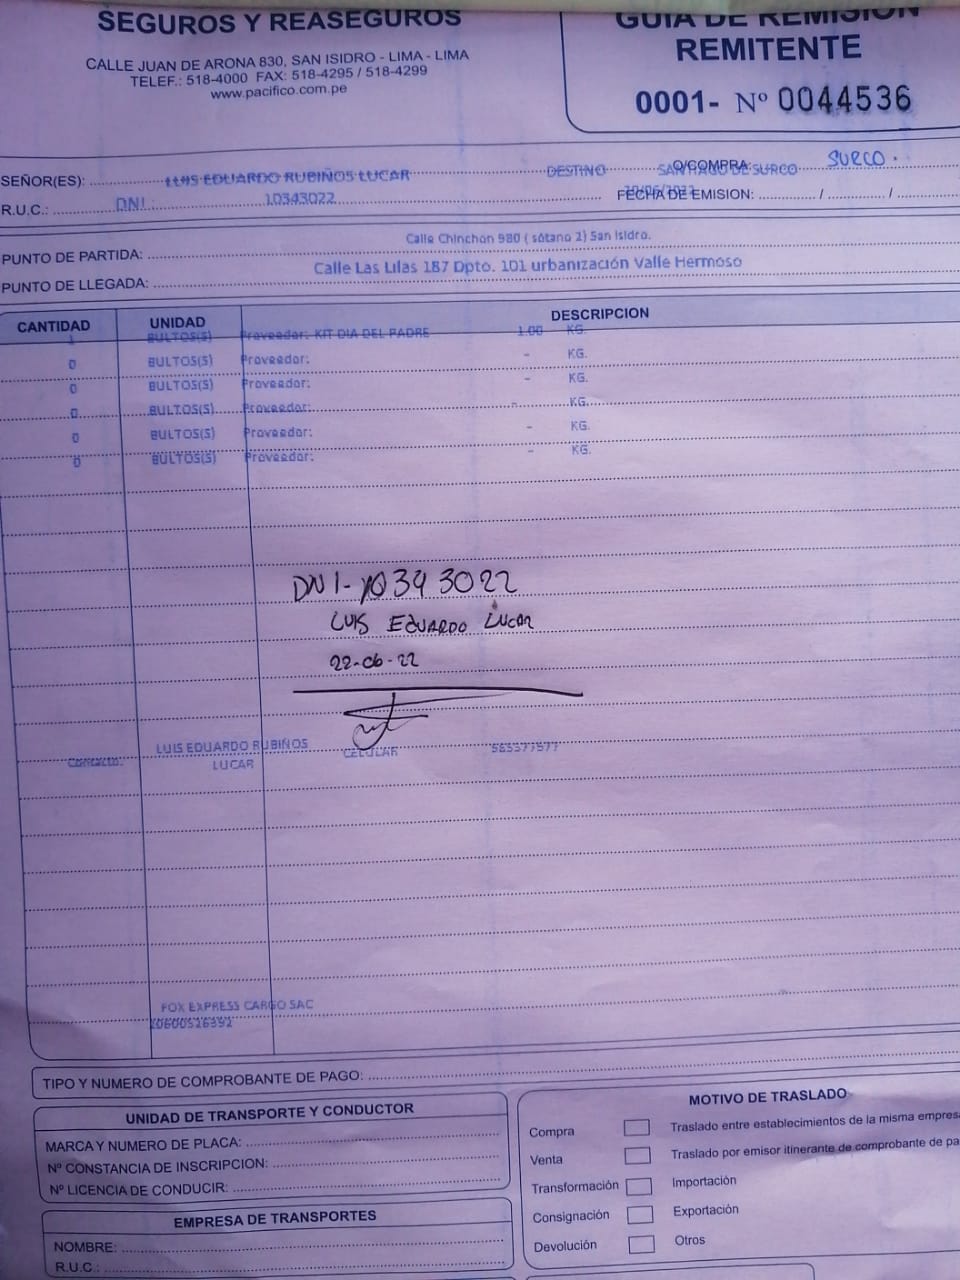 SEGUROS Y REASEGUROS
CALLE JUAN DE ARONA 830, SAN ISIDRO - LIMA - LIMA
TELEF.: 518-4000 FAX: 518-4295 / 518-4299
www.pacifico.com.pe
GUIA DE REMISION
REMITENTE
0001- Nº 0044536
SEÑOR(ES): LUIS EDUARDO RUBIÑOS LUCAR DESTINO SANTIAGO DE SURCO O/COMPRA: SURCO.
R.U.C.: DNI 10343022 FECHA DE EMISION: / /
PUNTO DE PARTIDA: Calle Chinchon 980 ( sótano 2) San Isidro.
PUNTO DE LLEGADA: Calle Las Lilas 187 Dpto. 101 urbanización Valle Hermoso
CANTIDAD UNIDAD DESCRIPCION
1 BULTOS(S) Proveedor: KIT DIA DEL PADRE 1.00 KG.
0 BULTOS(S) Proveedor: - KG.
0 BULTOS(S) Proveedor: - KG.
0 BULTOS(S) Proveedor: - KG.
0 BULTOS(S) Proveedor: - KG.
0 BULTOS(S) Proveedor: - KG.
DNI-10343022
LUIS EDUARDO LUCAR
22-06-22
Contacto: LUIS EDUARDO RUBIÑOS LUCAR CELULAR
FOX EXPRESS CARGO SAC
20600526392
TIPO Y NUMERO DE COMPROBANTE DE PAGO:
UNIDAD DE TRANSPORTE Y CONDUCTOR
MARCA Y NUMERO DE PLACA:
Nº CONSTANCIA DE INSCRIPCION:
Nº LICENCIA DE CONDUCIR:
EMPRESA DE TRANSPORTES
NOMBRE:
R.U.C.:
MOTIVO DE TRASLADO
Compra Traslado entre establecimientos de la misma empresa
Venta Traslado por emisor itinerante de comprobante de pa
Transformación Importación
Consignación Exportación
Devolución Otros